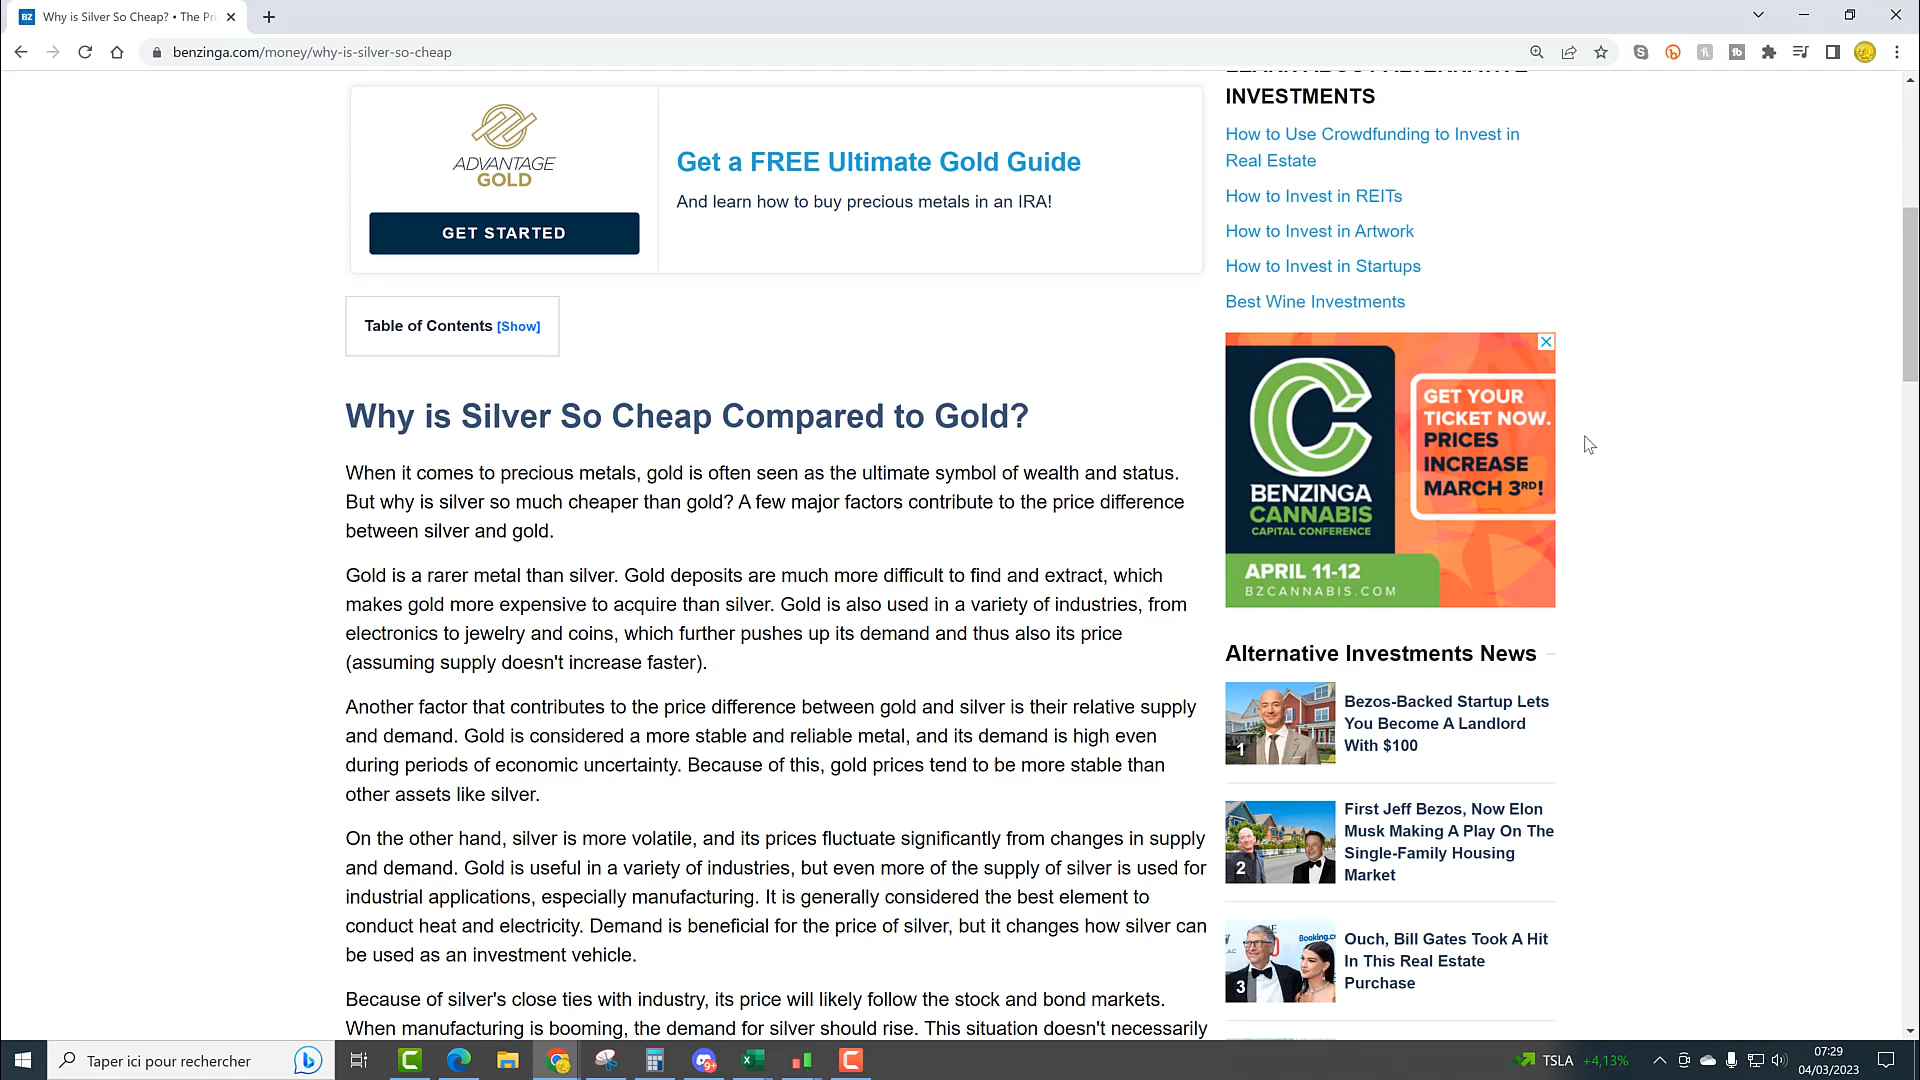 Why is Silver So Cheap? • The Pri
benzinga.com/money/why-is-silver-so-cheap
ADVANTAGE
GOLD
GET STARTED
Get a FREE Ultimate Gold Guide
And learn how to buy precious metals in an IRA!
Table of Contents [Show]
Why is Silver So Cheap Compared to Gold?
When it comes to precious metals, gold is often seen as the ultimate symbol of wealth and status.
But why is silver so much cheaper than gold? A few major factors contribute to the price difference
between silver and gold.
Gold is a rarer metal than silver. Gold deposits are much more difficult to find and extract, which
makes gold more expensive to acquire than silver. Gold is also used in a variety of industries, from
electronics to jewelry and coins, which further pushes up its demand and thus also its price
(assuming supply doesn't increase faster).
Another factor that contributes to the price difference between gold and silver is their relative supply
and demand. Gold is considered a more stable and reliable metal, and its demand is high even
during periods of economic uncertainty. Because of this, gold prices tend to be more stable than
other assets like silver.
On the other hand, silver is more volatile, and its prices fluctuate significantly from changes in supply
and demand. Gold is useful in a variety of industries, but even more of the supply of silver is used for
industrial applications, especially manufacturing. It is generally considered the best element to
conduct heat and electricity. Demand is beneficial for the price of silver, but it changes how silver can
be used as an investment vehicle.
Because of silver's close ties with industry, its price will likely follow the stock and bond markets.
When manufacturing is booming, the demand for silver should rise. This situation doesn't necessarily
LEARN ABOUT ALTERNATIVE
INVESTMENTS
How to Use Crowdfunding to Invest in
Real Estate
How to Invest in REITs
How to Invest in Artwork
How to Invest in Startups
Best Wine Investments
BENZINGA
CANNABIS
CAPITAL CONFERENCE
GET YOUR
TICKET NOW.
PRICES
INCREASE
MARCH 3RD!
APRIL 11-12
BZCANNABIS.COM
Alternative Investments News
1
Bezos-Backed Startup Lets
You Become A Landlord
With $100
2
First Jeff Bezos, Now Elon
Musk Making A Play On The
Single-Family Housing
Market
3
Booking.c
Ouch, Bill Gates Took A Hit
In This Real Estate
Purchase
Taper ici pour rechercher
9+
TSLA +4,13%
07:29
04/03/2023